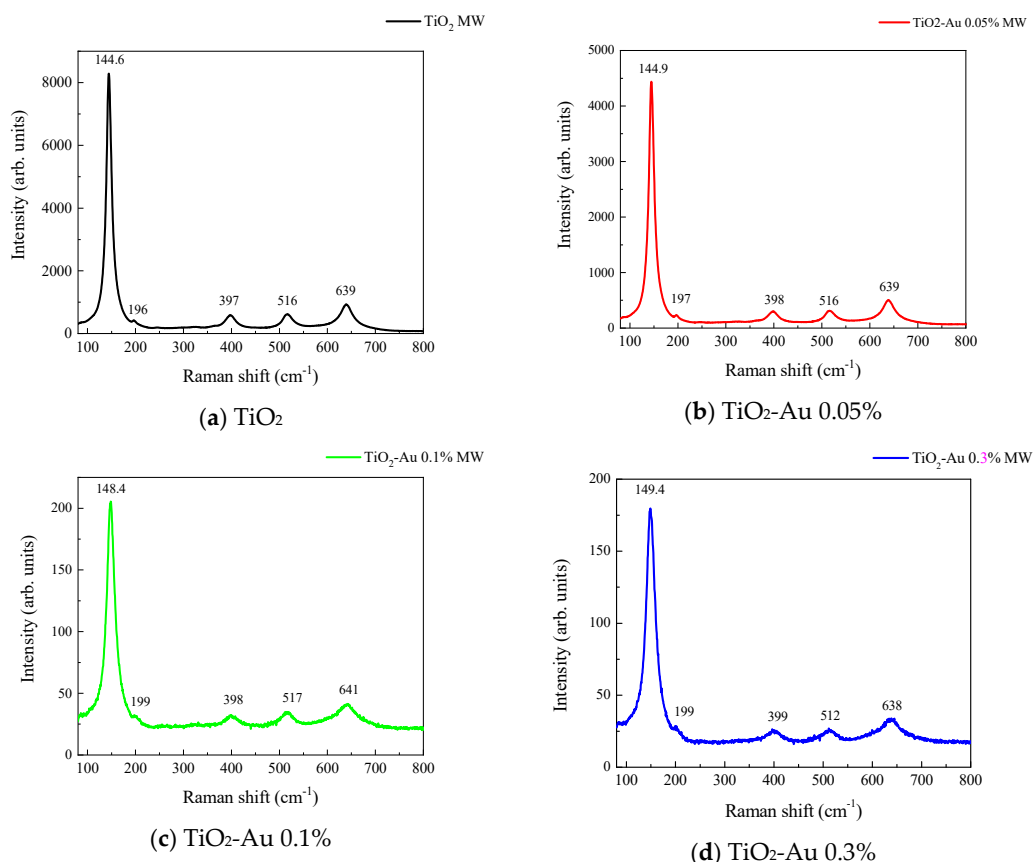 TiO₂ MW
144.6
8000
6000
4000
2000
0
196
397
516
639
100 200 300 400 500 600 700 800
Intensity (arb. units)
Raman shift (cm⁻¹)
(a) TiO₂
TiO2-Au 0.05% MW
144.9
5000
4000
3000
2000
1000
0
197
398
516
639
100 200 300 400 500 600 700 800
Intensity (arb. units)
Raman shift (cm⁻¹)
(b) TiO₂-Au 0.05%
TiO₂-Au 0.1% MW
148.4
200
150
100
50
0
199
398
517
641
100 200 300 400 500 600 700 800
Intensity (arb. units)
Raman shift (cm⁻¹)
(c) TiO₂-Au 0.1%
TiO₂-Au 0.3% MW
149.4
200
150
100
50
0
199
399
512
638
100 200 300 400 500 600 700 800
Intensity (arb. units)
Raman shift (cm⁻¹)
(d) TiO₂-Au 0.3%